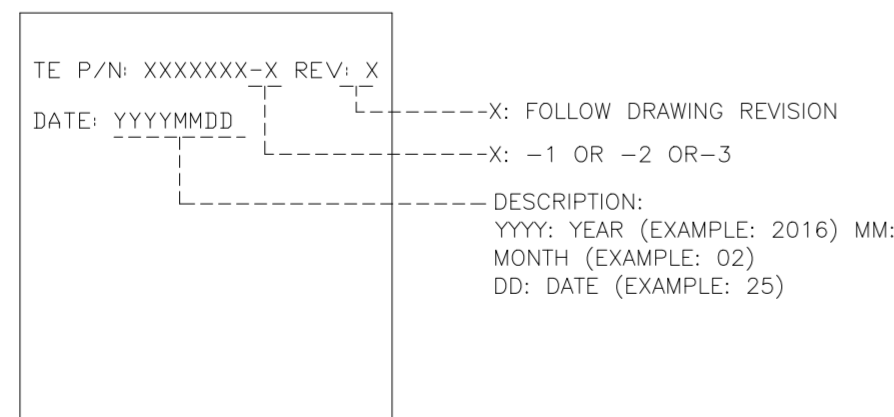 TE P/N: XXXXXXX-X REV: X
DATE: YYYYMMDD
X: FOLLOW DRAWING REVISION
X: -1 OR -2 OR-3
DESCRIPTION:
YYYY: YEAR (EXAMPLE: 2016) MM:
MONTH (EXAMPLE: 02)
DD: DATE (EXAMPLE: 25)